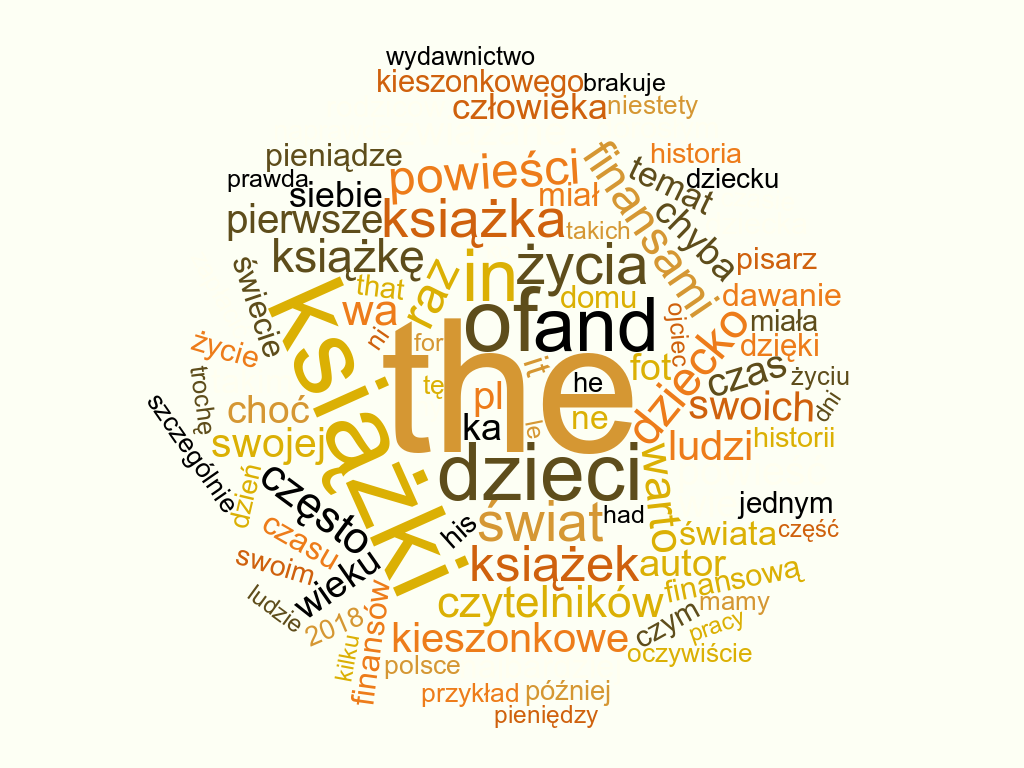 wydawnictwo
kieszonkowego
brakuje
człowieka
niestety
pieniądze
powieści
finansami
historia
temat
dziecku
prawda
siebie
miał
pierwsze
książka
takich
chyba
książkę
in
życia
pisarz
świecie
that
raz
domu
dawanie
wa
of
and
ojciec
miała
książki
ni
for
the
it
dziecko
dzięki
życie
fot
czas
życiu
trochę
tę
he
pl
swoich
dni
szczególnie
choć
ka
le
ne
ludzi
historii
swojej
dzieci
warto
dzień
często
his
świat
had
jednym
czasu
świata
część
swoim
wieku
książek
autor
finansową
ludzie
2018
finansów
czytelników
czym
mamy
kilku
kieszonkowe
pracy
polsce
oczywiście
przykład
później
pieniędzy